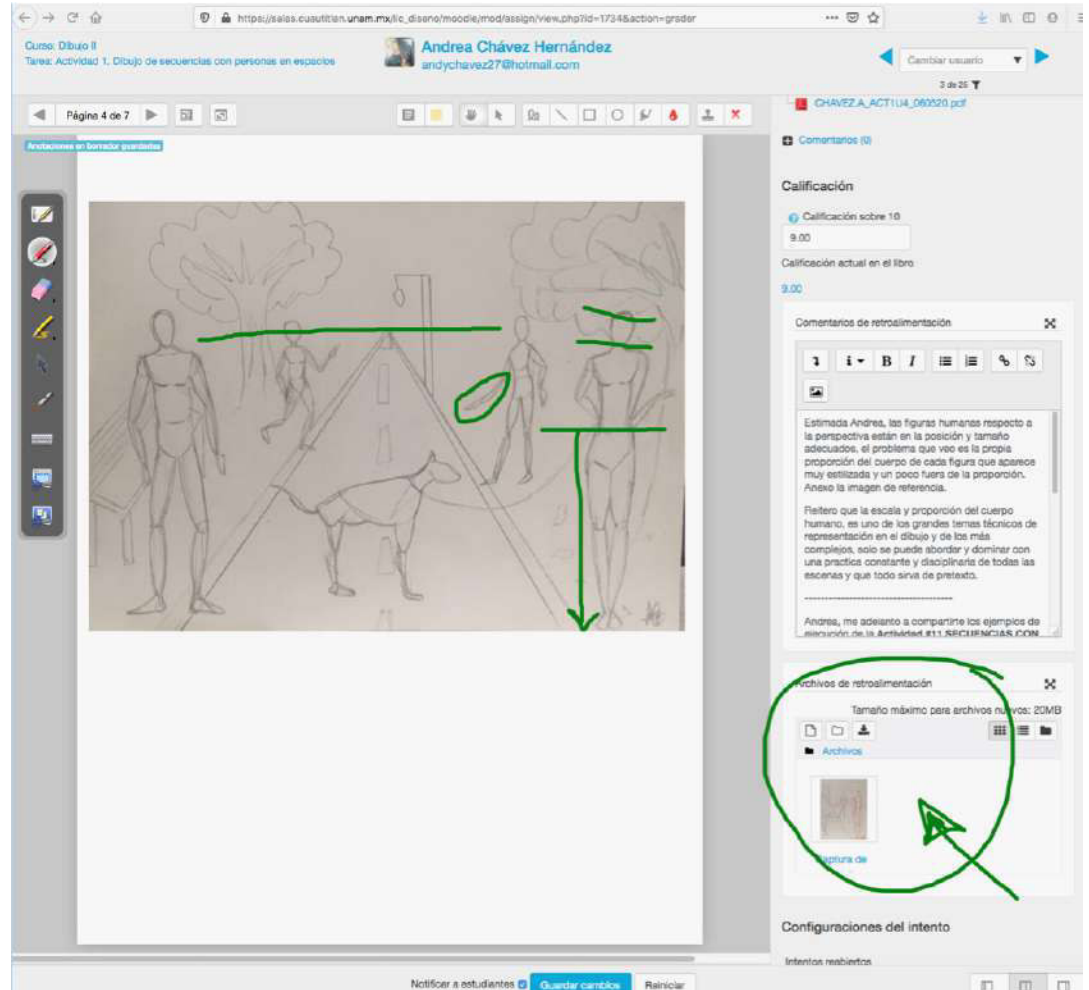 https://salas.cuautitlan.unam.mx/lic_diseno/moodle/mod/assign/view.php?id=1734&action=grader
Curso: Dibujo II
Tarea: Actividad 1. Dibujo de secuencias con personas en espacios
Andrea Chávez Hernández
andychavez27@hotmail.com
Cambiar usuario
3 de 25
Página 4 de 7
CHAVEZ.A_ACT1U4_060520.pdf
Anotaciones en borrador guardadas
Comentarios (0)
Calificación
Calificación sobre 10
9.00
Calificación actual en el libro
9.00
Comentarios de retroalimentación
i B I
Estimada Andrea, las figuras humanas respecto a
la perspectiva están en la posición y tamaño
adecuados, el problema que veo es la propia
proporción del cuerpo de cada figura que aparece
muy estilizada y un poco fuera de la proporción.
Anexo la imagen de referencia.
Reitero que la escala y proporción del cuerpo
humano, es uno de los grandes temas técnicos de
representación en el dibujo y de los más
complejos, solo se puede abordar y dominar con
una practica constante y disciplinaria de todas las
escenas y que todo sirva de pretexto.
-------------------------------------
Andrea, me adelanto a compartirte los ejemplos de
ejecución de la Actividad #11 SECUENCIAS CON
Archivos de retroalimentación
Tamaño máximo para archivos nuevos: 20MB
Archivos
Captura de
Configuraciones del intento
Intentos reabiertos
Notificar a estudiantes Guardar cambios Reiniciar